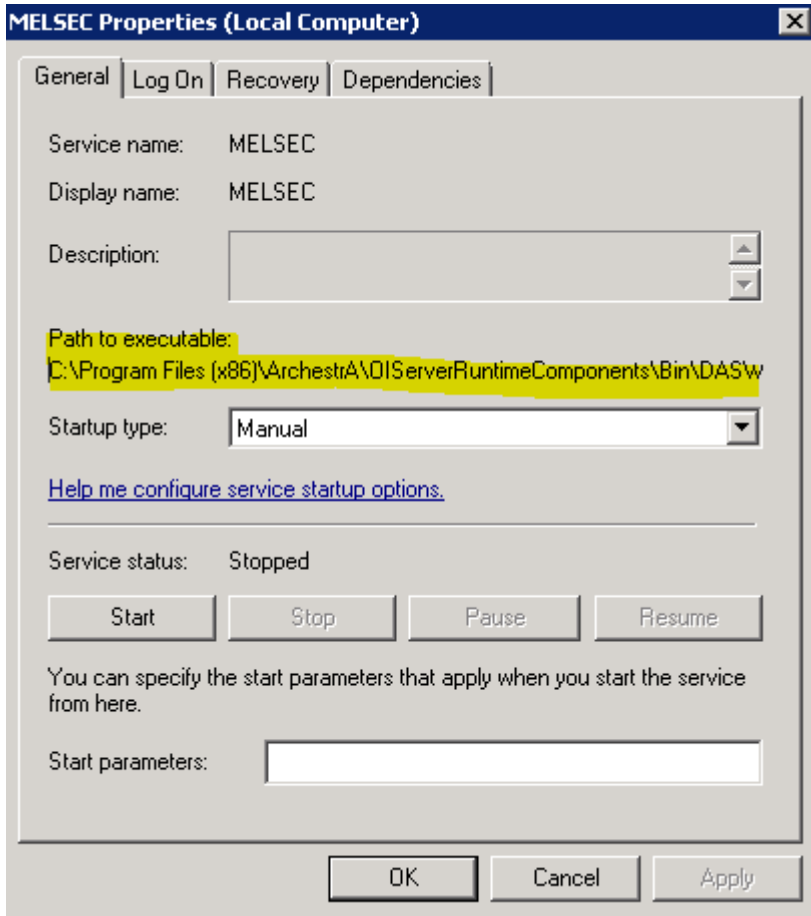 MELSEC Properties (Local Computer)
General Log On Recovery Dependencies
Service name: MELSEC
Display name: MELSEC
Description:
Path to executable:
C:\Program Files (x86)\ArchestrA\OIServerRuntimeComponents\Bin\DASW
Startup type: Manual
Help me configure service startup options.
Service status: Stopped
Start Stop Pause Resume
You can specify the start parameters that apply when you start the service
from here.
Start parameters:
OK Cancel Apply